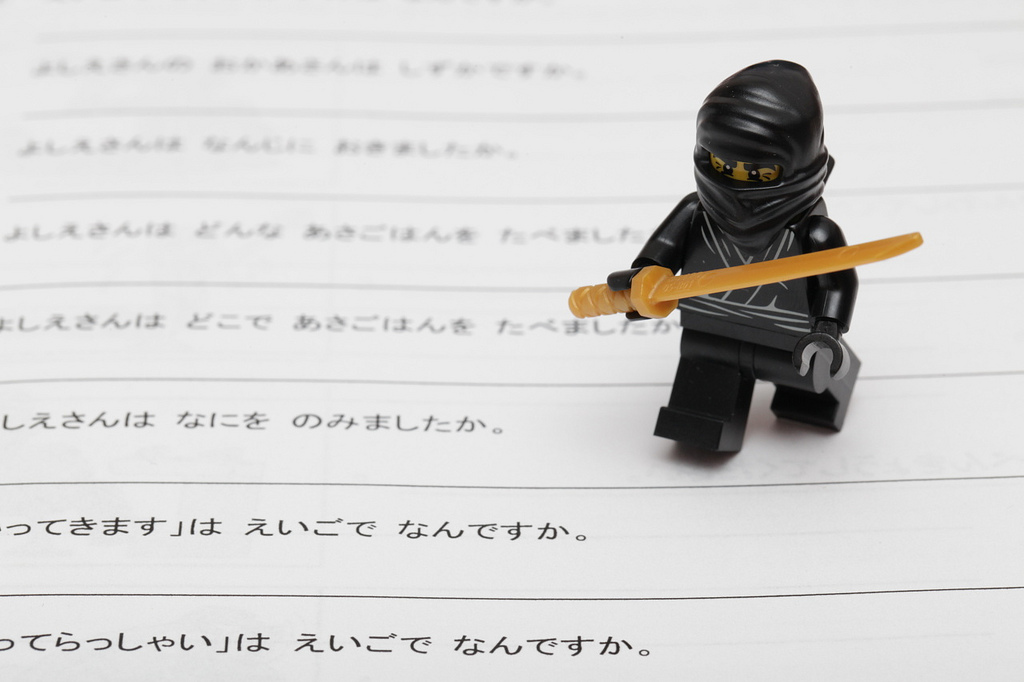 よしえさんの おかあさんは しずかですか。
よしえさんは なんじに おきましたか。
よしえさんは どんな あさごはんを たべました
よしえさんは どこで あさごはんを たべましたか
しえさんは なにを のみましたか。
ってきます」は えいごで なんですか。
ってらっしゃい」は えいごで なんですか。